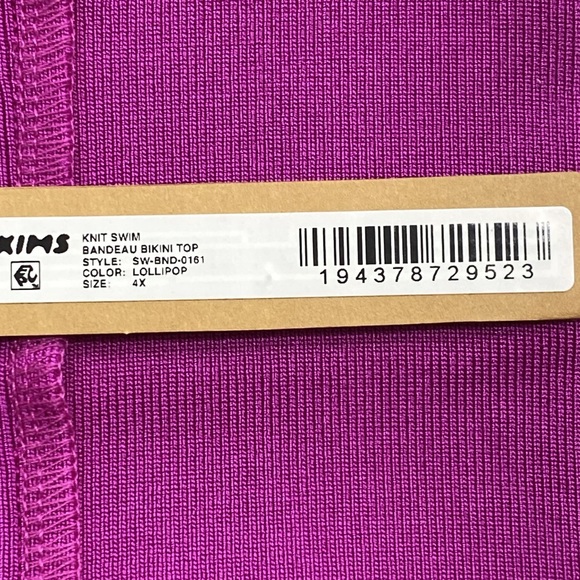 KNIT SWIM
BANDEAU BIKINI TOP
STYLE: SW-BND-0161
COLOR: LOLLIPOP
SIZE: 4X
194378729523